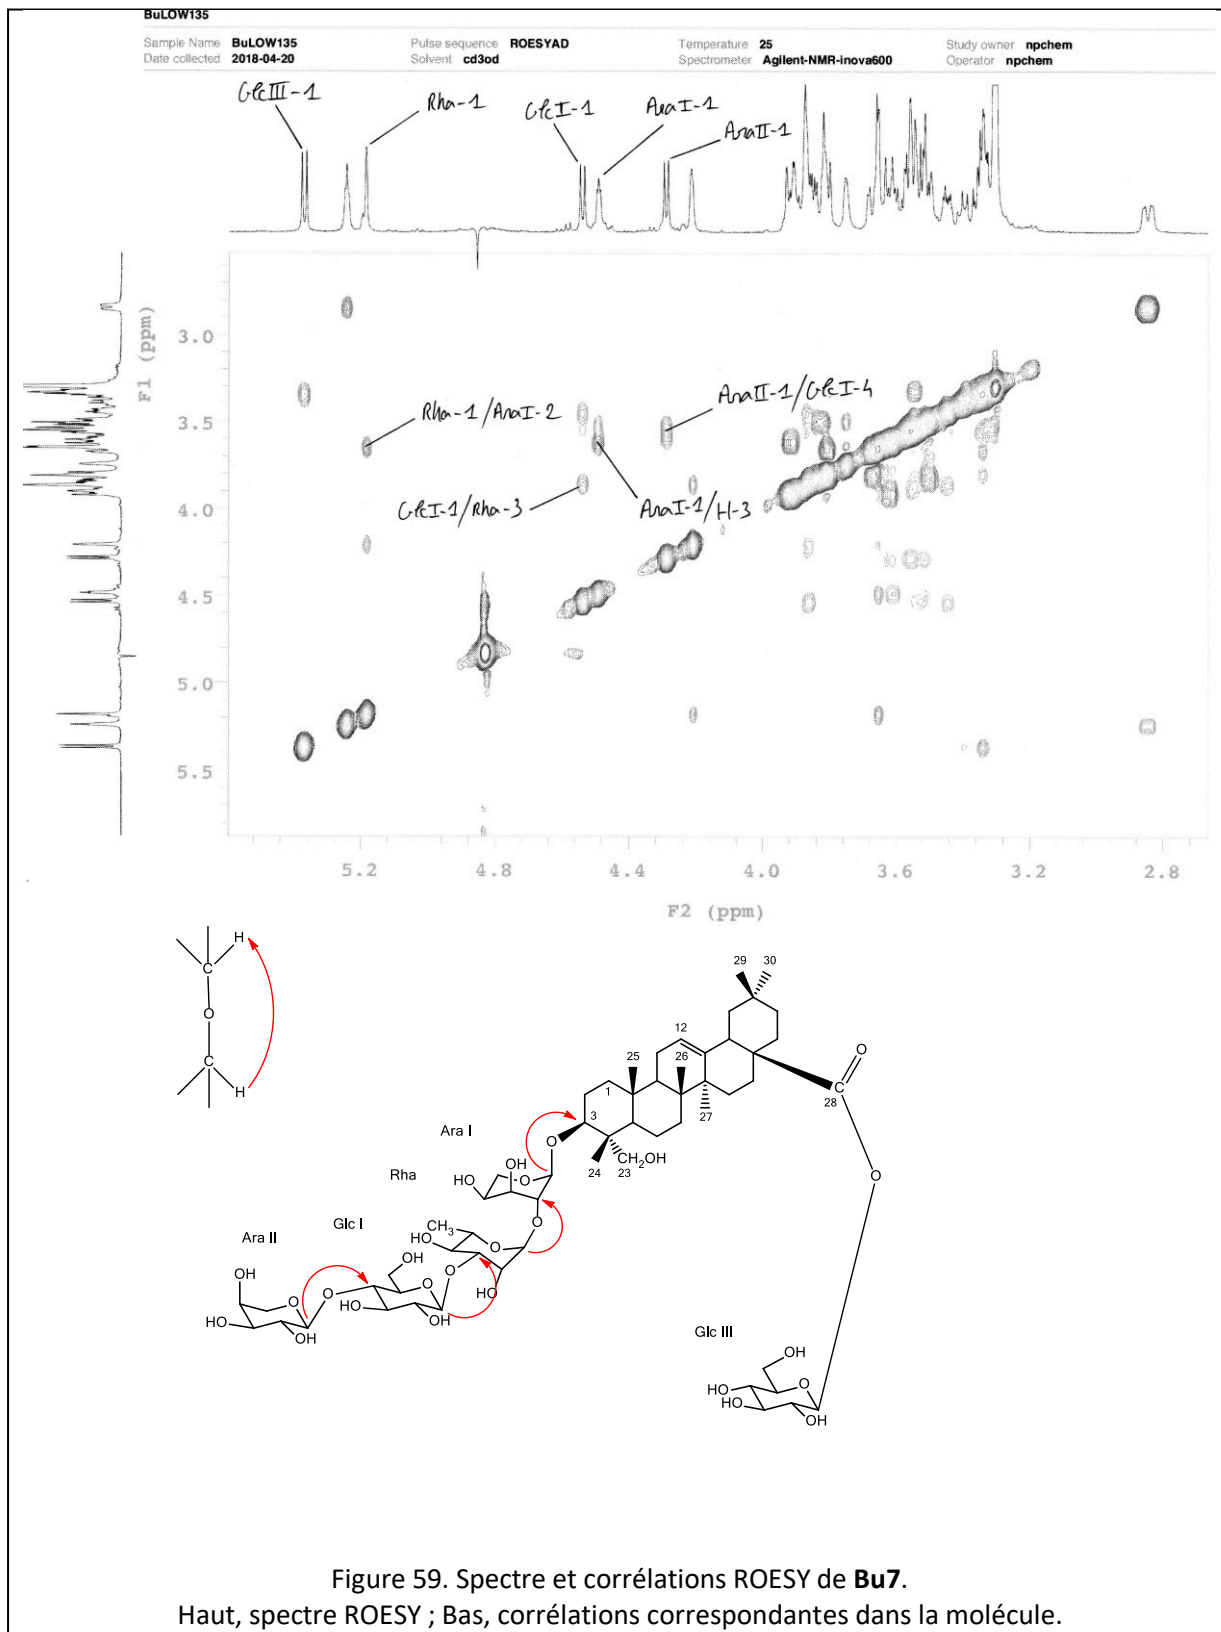 BuLOW135
Sample Name BuLOW135 Pulse sequence ROESYAD Temperature 25 Study owner npchem
Date collected 2018-04-20 Solvent cd3od Spectrometer Agilent-NMR-inova600 Operator npchem
GlcIII-1
Rha-1
GlcI-1
AraI-1
AraII-1
F1 (ppm)
3.0
3.5
4.0
4.5
5.0
5.5
Rha-1/AraI-2
AraII-1/GlcI-4
GlcI-1/Rha-3
AraI-1/H-3
5.2 4.8 4.4 4.0 3.6 3.2 2.8
F2 (ppm)
H
C
O
C
H
29 30
12
25 26
O
1
C
28
3
27
Ara I
O
OH
24
CH2OH
23
O
Rha
HO
O
O
Glc I
CH3
Ara II
HO
O
OH
O
HO
OH
O
O
O
HO
OH
HO
OH
Glc III
OH
HO
O
HO
OH
Figure 59. Spectre et corrélations ROESY de Bu7.
Haut, spectre ROESY ; Bas, corrélations correspondantes dans la molécule.